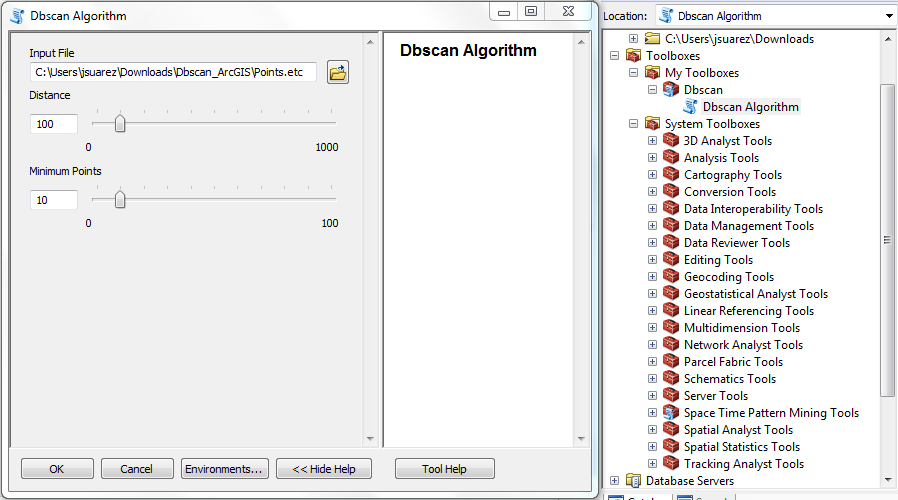 Dbscan Algorithm
Input File
C:\Users\jsuarez\Downloads\Dbscan_ArcGIS\Points.etc
Distance
100
0 1000
Minimum Points
10
0 100
Dbscan Algorithm
OK Cancel Environments... << Hide Help Tool Help
Location: Dbscan Algorithm
C:\Users\jsuarez\Downloads
Toolboxes
My Toolboxes
Dbscan
Dbscan Algorithm
System Toolboxes
3D Analyst Tools
Analysis Tools
Cartography Tools
Conversion Tools
Data Interoperability Tools
Data Management Tools
Data Reviewer Tools
Editing Tools
Geocoding Tools
Geostatistical Analyst Tools
Linear Referencing Tools
Multidimension Tools
Network Analyst Tools
Parcel Fabric Tools
Schematics Tools
Server Tools
Space Time Pattern Mining Tools
Spatial Analyst Tools
Spatial Statistics Tools
Tracking Analyst Tools
Database Servers